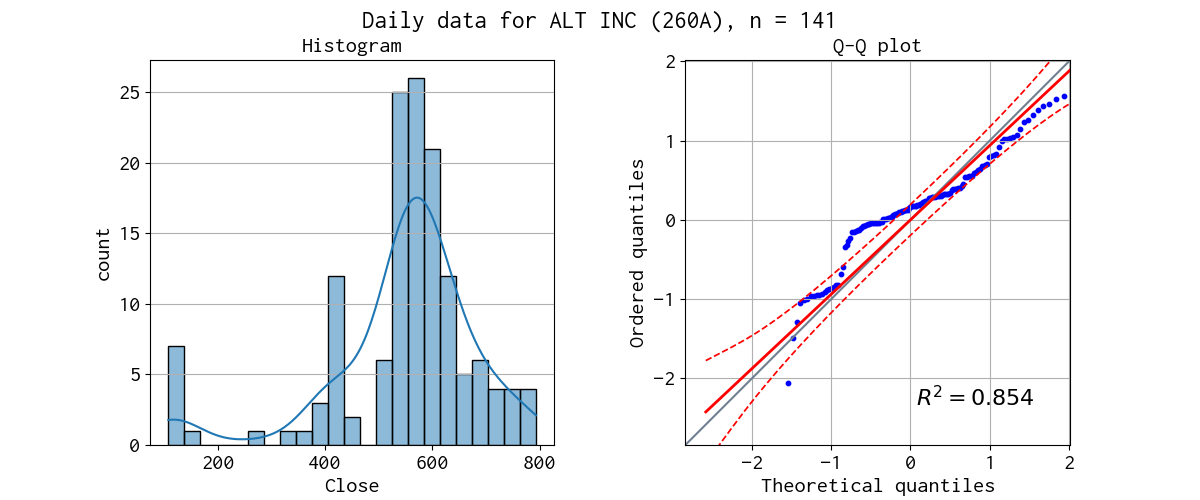 Daily data for ALT INC (260A), n = 141
Histogram
count
25
20
15
10
5
0
200 400 600 800
Close
Q-Q plot
Ordered quantiles
2
1
0
−1
−2
R² = 0.854
−2 −1 0 1 2
Theoretical quantiles